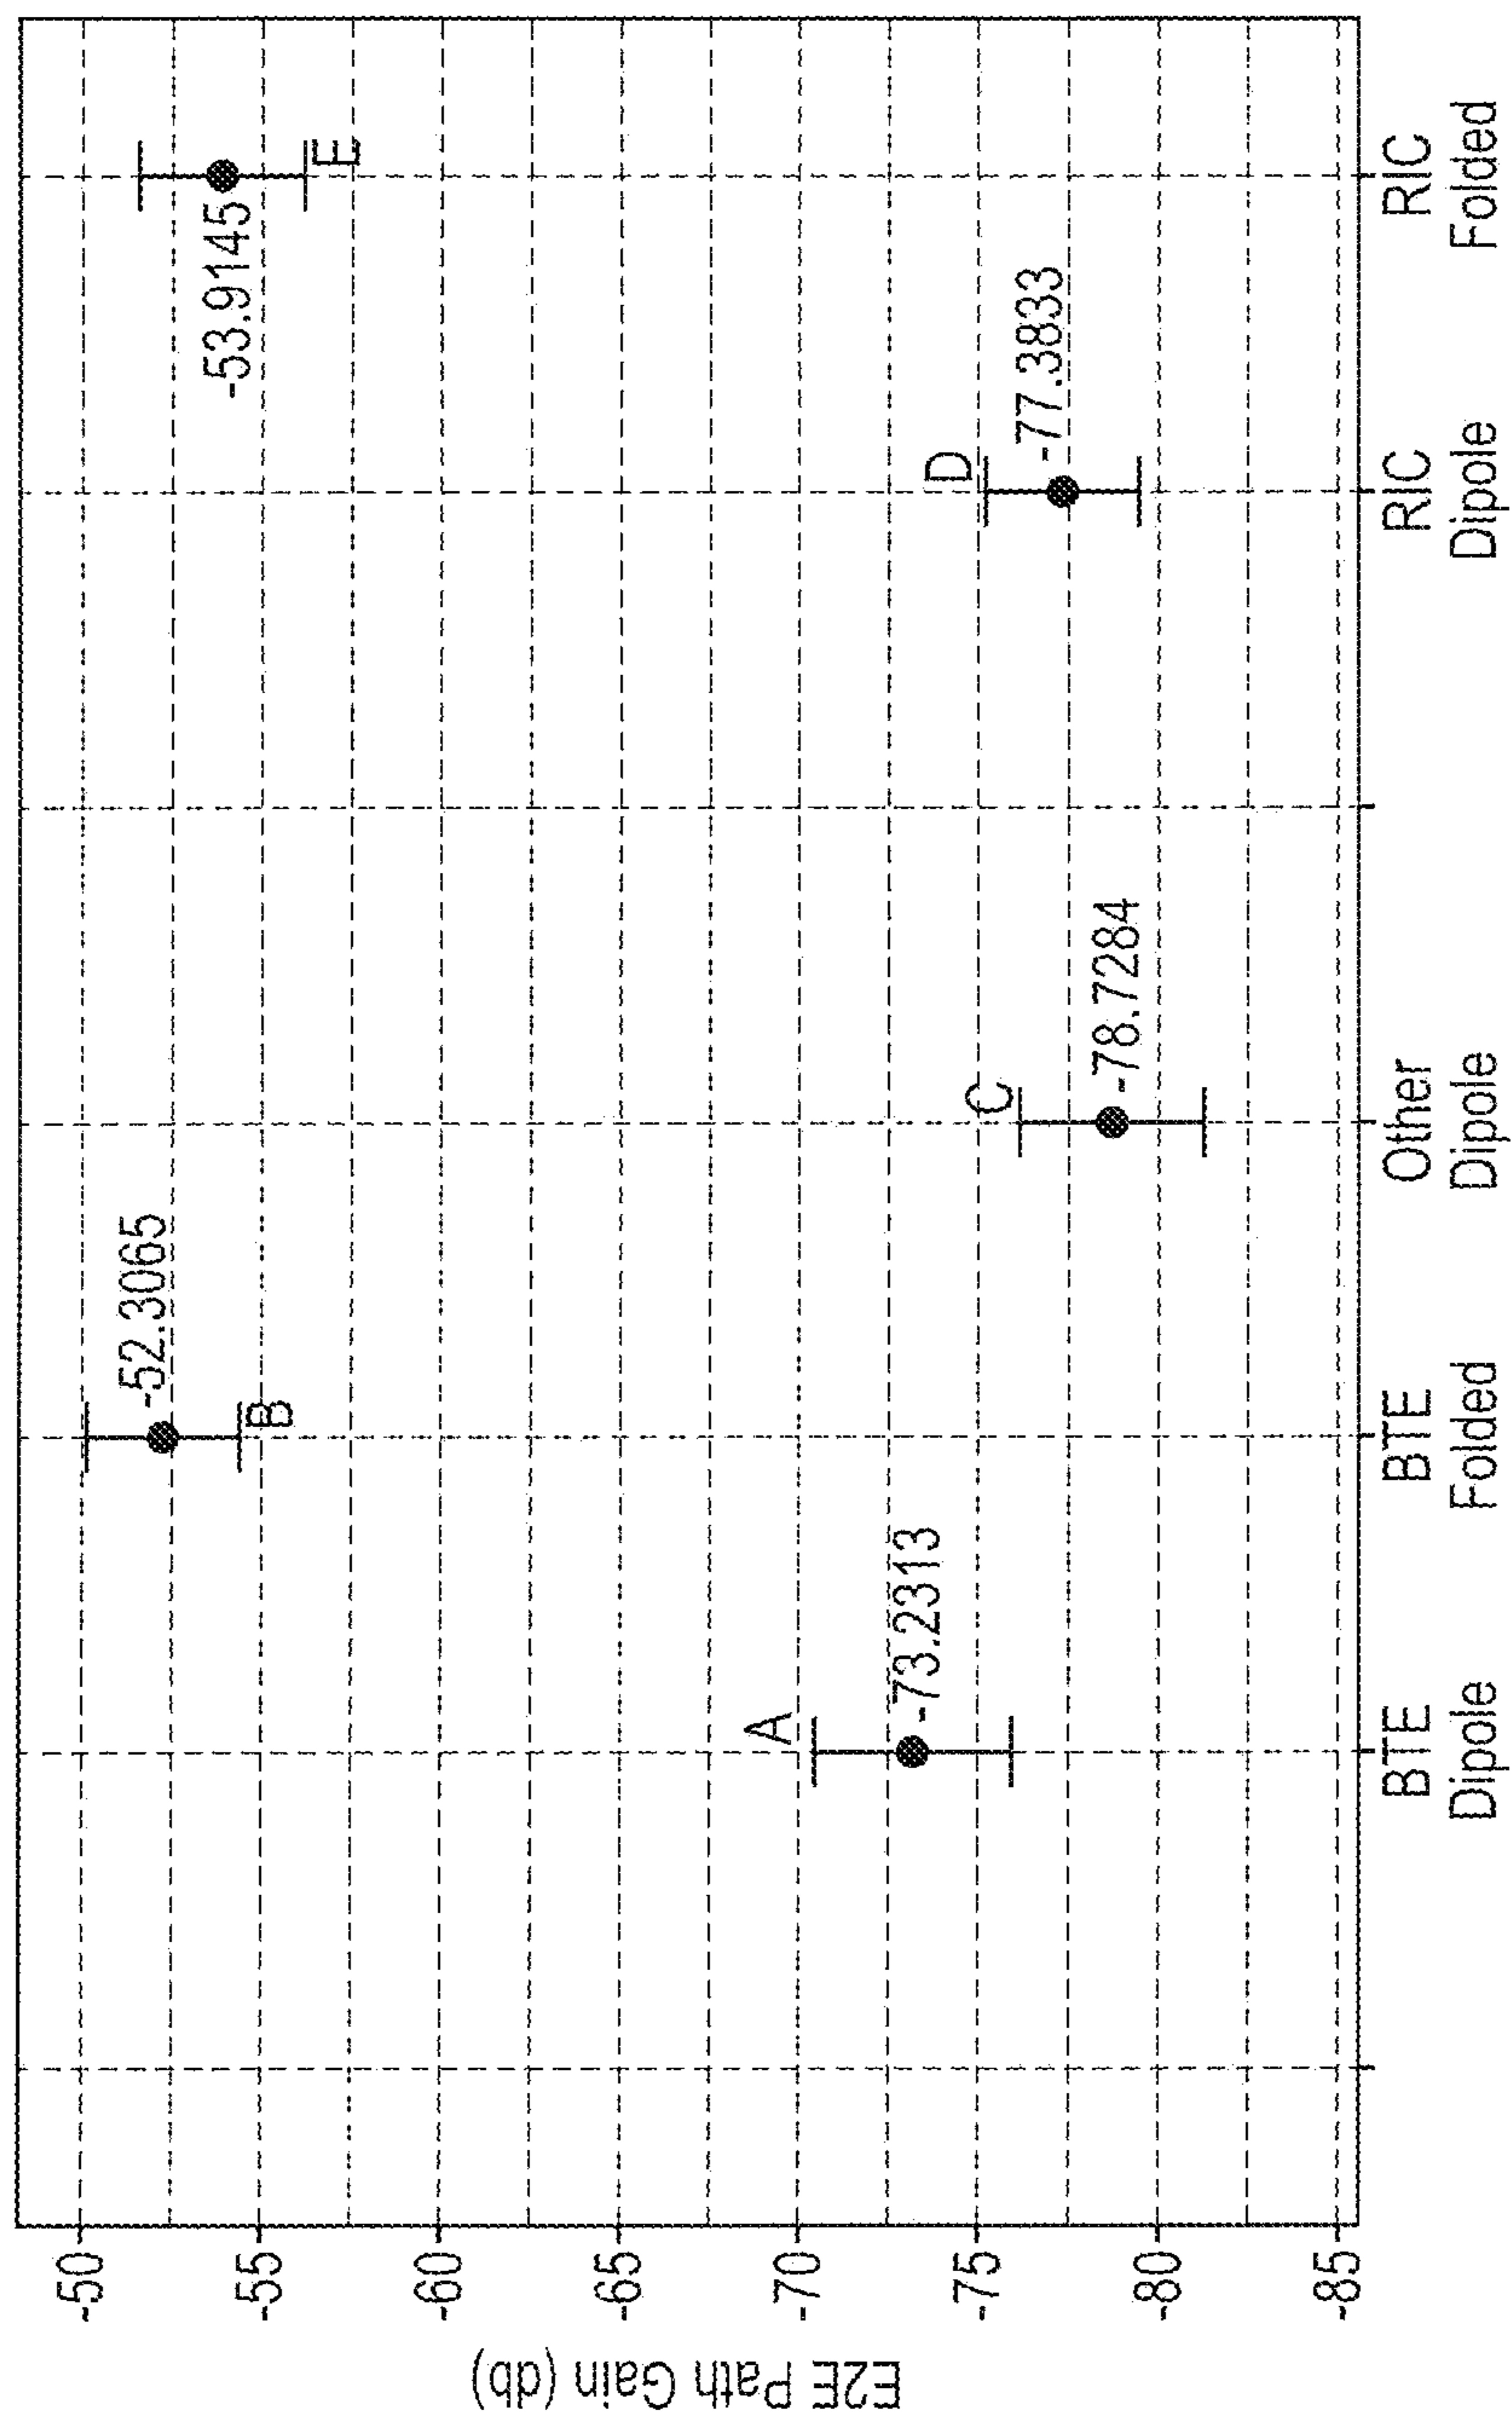 E2E Path Gain (db)
-50
-55
-60
-65
-70
-75
-80
-85
-73.2313
A
-52.3065
B
C
-78.7284
D
-77.3833
-53.9145
E
BTE
Dipole
BTE
Folded
Other
Dipole
RIC
Dipole
RIC
Folded